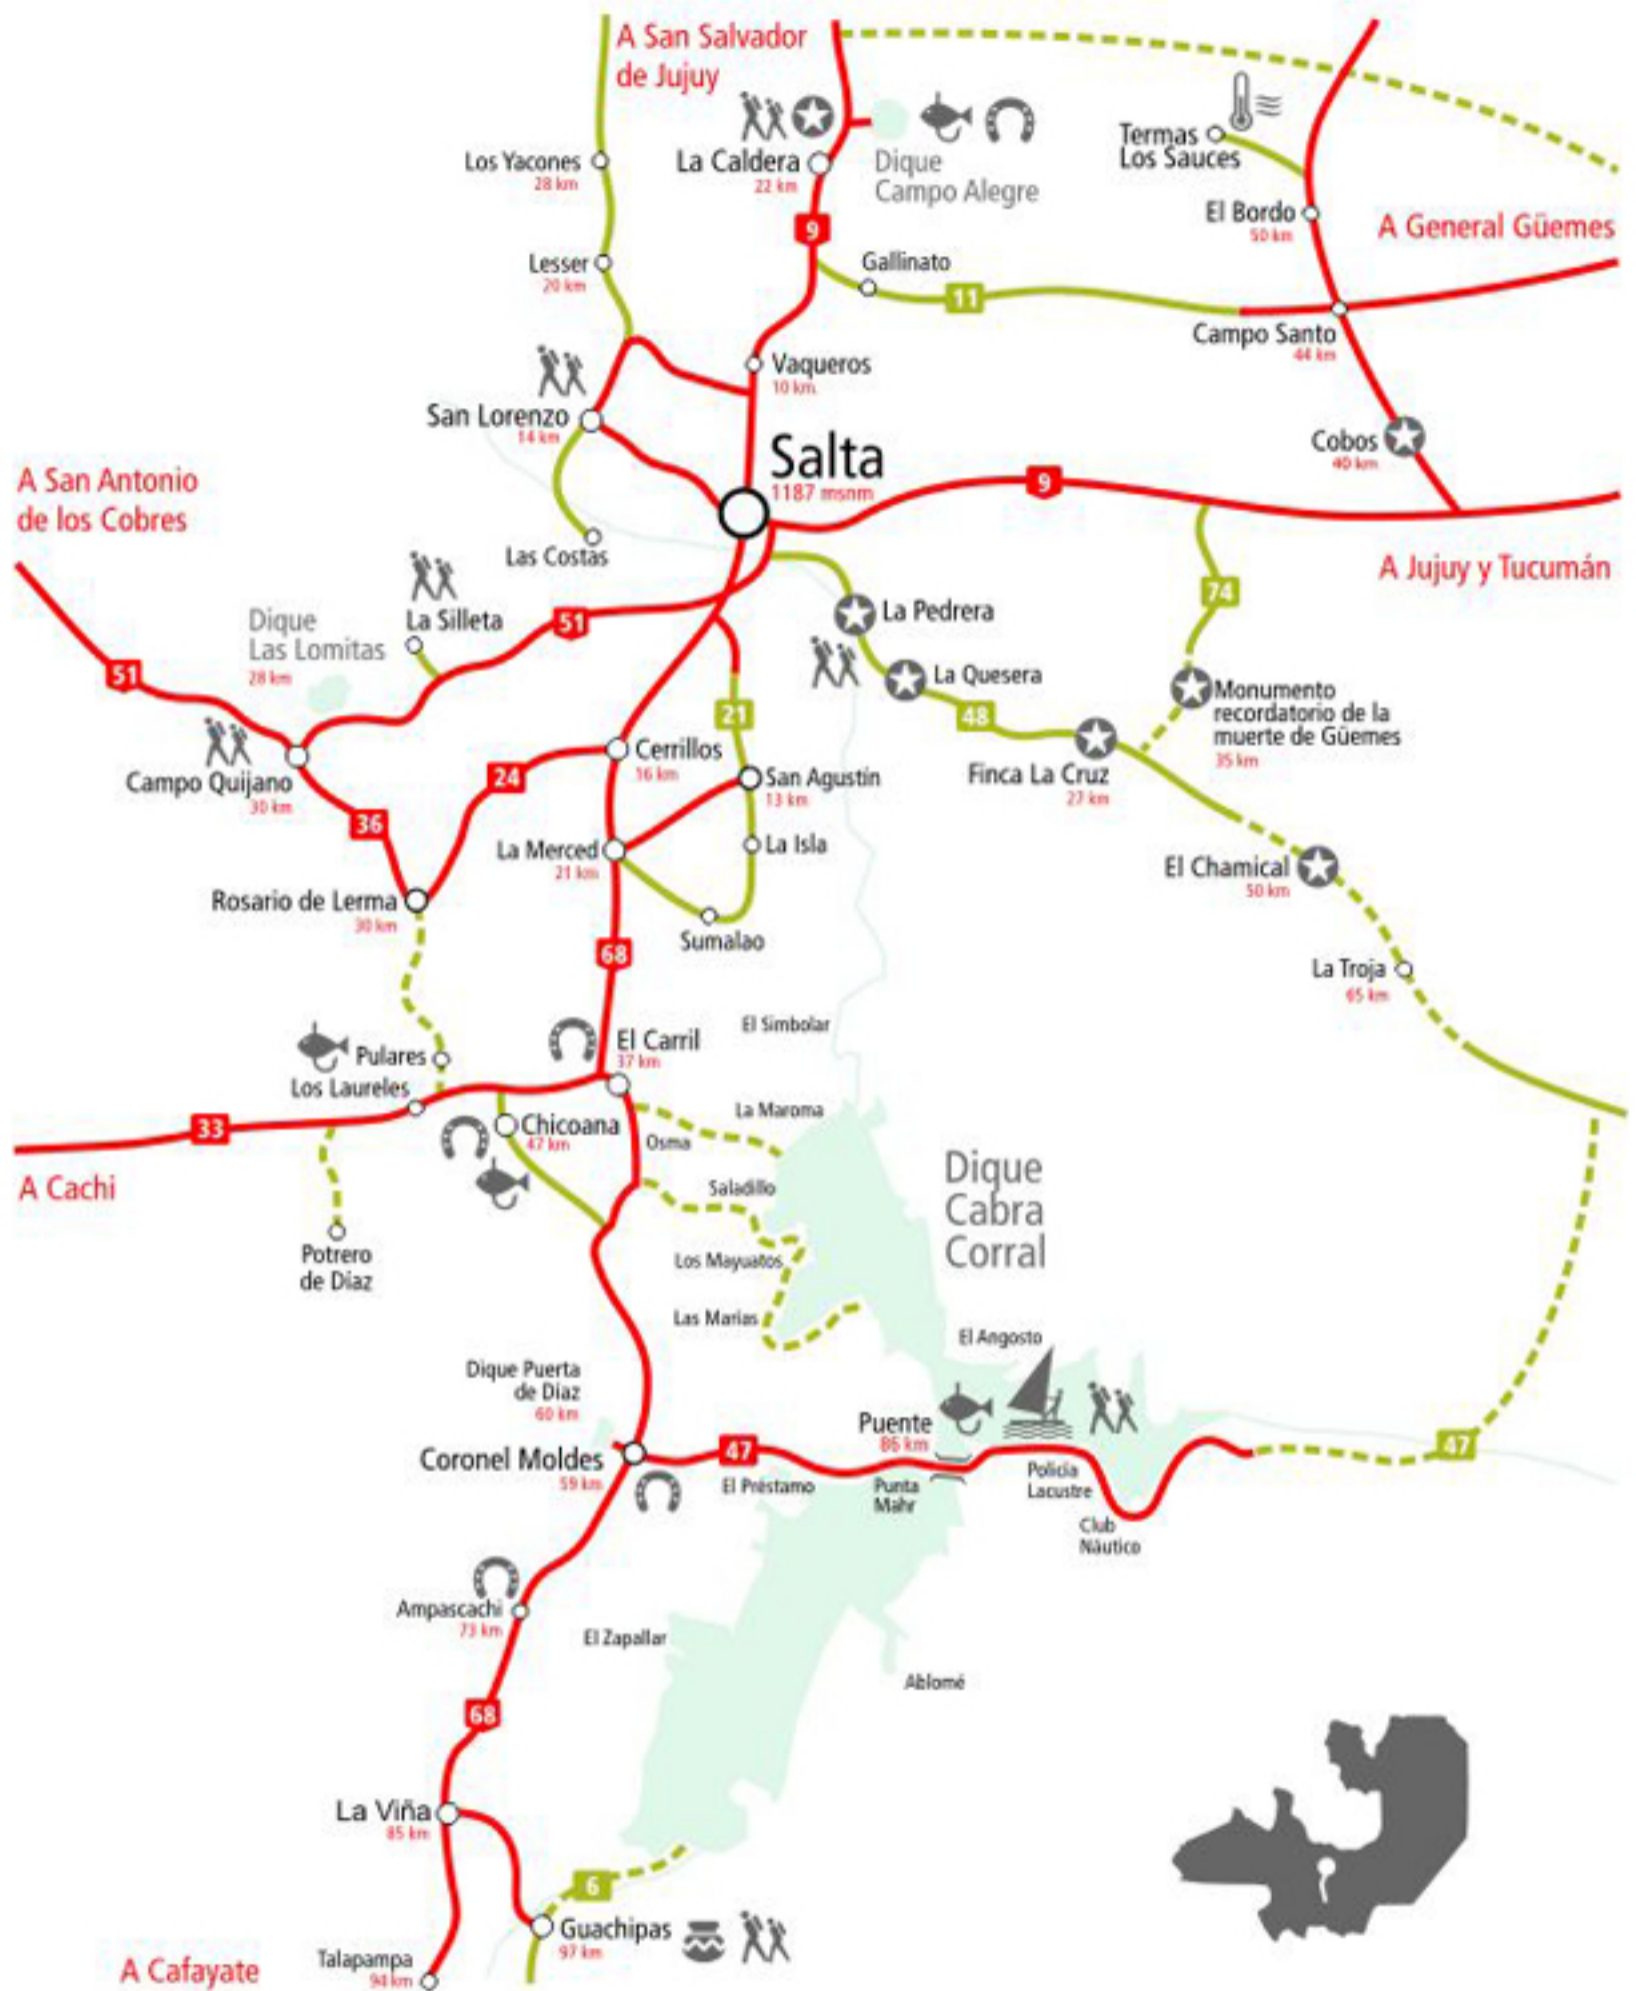 A San Salvador
de Jujuy
Los Yacones
28 km
La Caldera
22 km
Dique
Campo Alegre
Termas
Los Sauces
El Bordo
50 km
A General Güemes
9
Lesser
20 km
Gallinato
11
Campo Santo
44 km
Vaqueros
10 km
San Lorenzo
14 km
Cobos
40 km
Salta
1187 msnm
9
A San Antonio
de los Cobres
Las Costas
A Jujuy y Tucumán
74
La Silleta
51
Dique
Las Lomitas
28 km
51
La Pedrera
La Quesera
48
Monumento
recordatorio de la
muerte de Güemes
35 km
21
Cerrillos
16 km
24
San Agustín
13 km
Finca La Cruz
27 km
Campo Quijano
30 km
36
La Merced
21 km
La Isla
El Chamical
50 km
Rosario de Lerma
30 km
Sumalao
68
La Troja
65 km
El Simbolar
El Carril
37 km
Pulares
Los Laureles
La Maroma
33
Chicoana
47 km
Osma
A Cachi
Saladillo
Dique
Cabra
Corral
Potrero
de Díaz
Los Mayuatos
Las Marías
El Angosto
Dique Puerta
de Díaz
60 km
Puente
86 km
Coronel Moldes
59 km
47
47
El Préstamo
Punta
Mahr
Policía
Lacustre
Club
Náutico
Ampascachi
73 km
El Zapallar
Ablomé
68
La Viña
85 km
6
Guachipas
97 km
A Cafayate
Talapampa
94 km